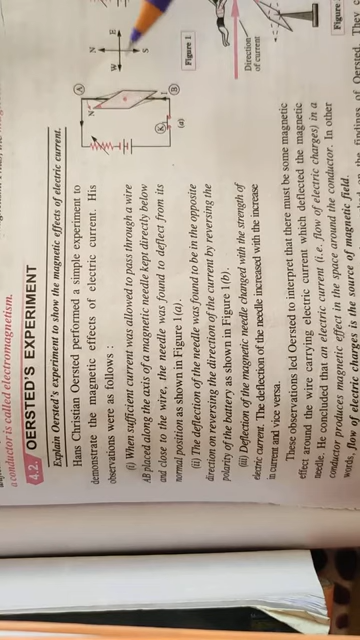 a conductor is called electromagnetism.
4.2. OERSTED'S EXPERIMENT
Explain Oersted's experiment to show the magnetic effects of electric current.
Hans Christian Oersted performed a simple experiment to
demonstrate the magnetic effects of electric current. His
observations were as follows :
(i) When sufficient current was allowed to pass through a wire
AB placed along the axis of a magnetic needle kept directly below
and close to the wire, the needle was found to deflect from its
normal position as shown in Figure 1(a).
(ii) The deflection of the needle was found to be in the opposite
direction on reversing the direction of the current by reversing the
polarity of the battery as shown in Figure 1(b).
(iii) Deflection of the magnetic needle changed with the strength of
electric current. The deflection of the needle increased with the increase
in current and vice versa.
These observations led Oersted to interpret that there must be some magnetic
effect around the wire carrying electric current which deflected the magnetic
needle. He concluded that an electric current (i.e. flow of electric charges) in a
conductor produces magnetic effect in the space around the conductor. In other
words, flow of electric charges is the source of magnetic field.
the findings of Oersted. They
N
E
W
S
A
N
B
K
(a)
Figure 1
Direction
of current
Figure